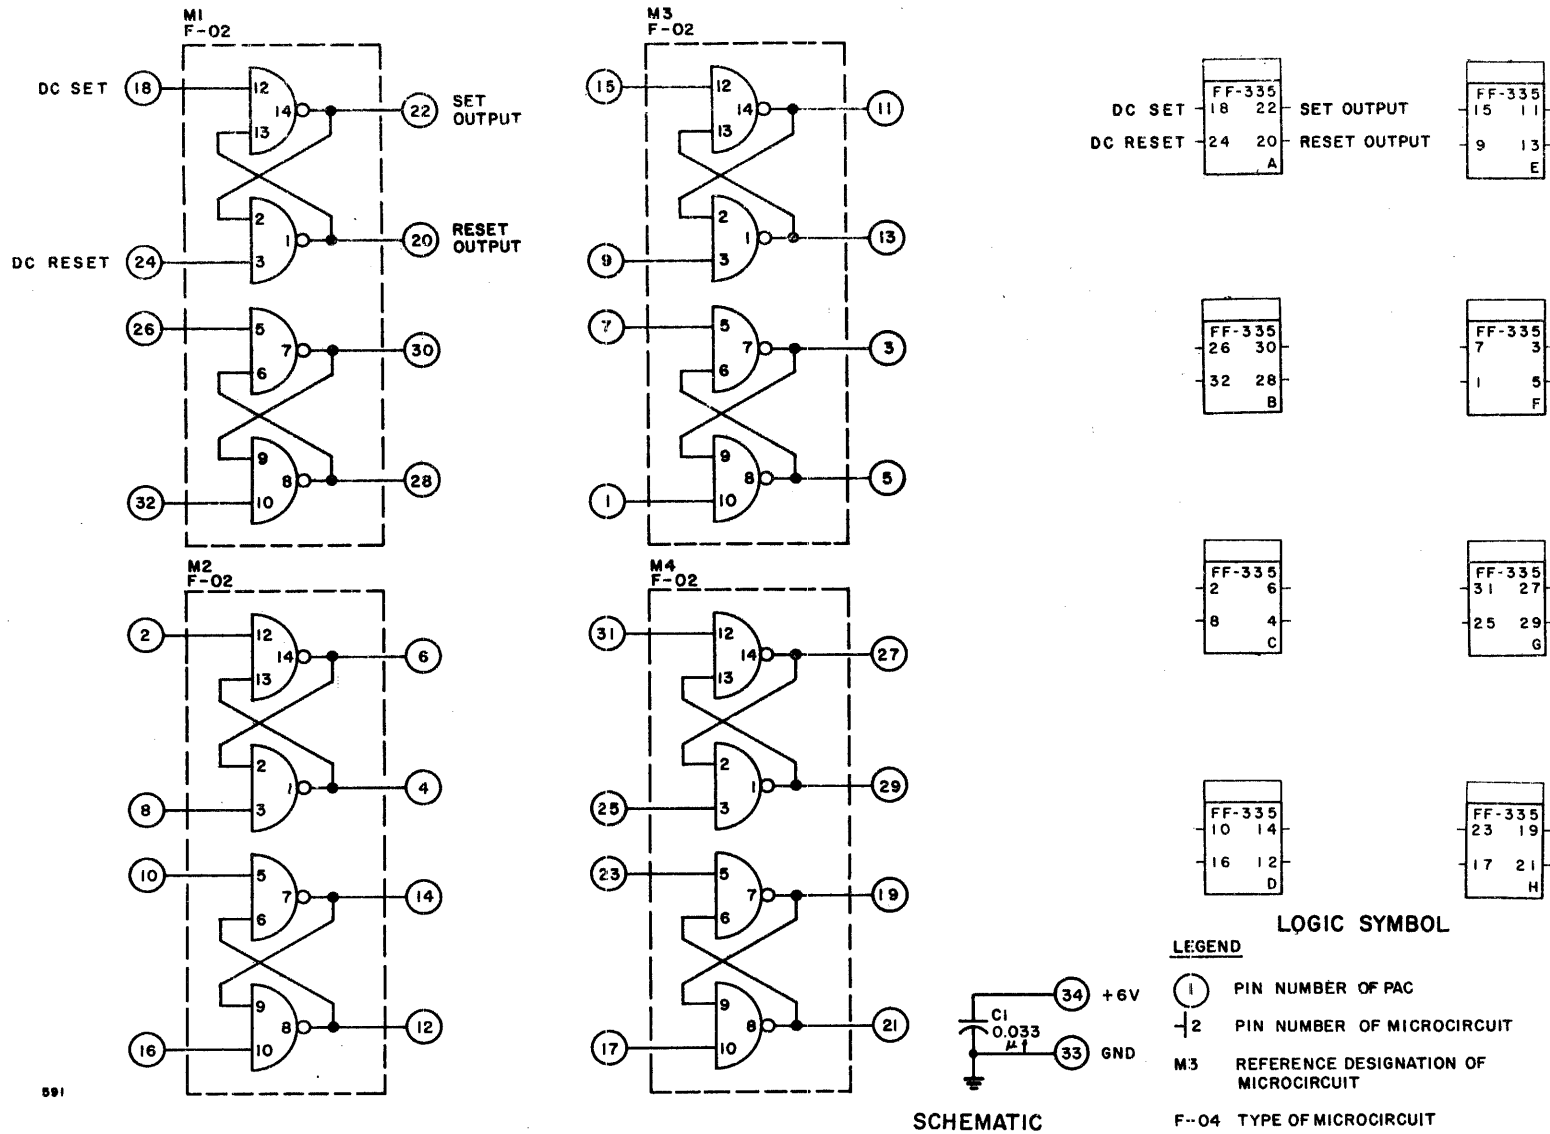 M1
F-02
DC SET 18 12
14 22 SET OUTPUT
13
2
1 20 RESET OUTPUT
DC RESET 24 3
26 5
7 30
6
9
8 28
32 10
M2
F-02
2 12
14 6
13
2
1 4
8 3
10 5
7 14
6
9
8 12
16 10
M3
F-02
15 12
14 11
13
2
1 13
9 3
7 5
7 3
6
9
8 5
1 10
M4
F-02
31 12
14 27
13
2
1 29
25 3
23 5
7 19
6
9
8 21
17 10
FF-335
DC SET 18 22 SET OUTPUT
DC RESET 24 20 RESET OUTPUT
A
FF-335
15 11
9 13
E
FF-335
26 30
32 28
B
FF-335
7 3
1 5
F
FF-335
2 6
8 4
C
FF-335
31 27
25 29
G
FF-335
10 14
16 12
D
FF-335
23 19
17 21
H
LOGIC SYMBOL
LEGEND
1 PIN NUMBER OF PAC
2 PIN NUMBER OF MICROCIRCUIT
M3 REFERENCE DESIGNATION OF
MICROCIRCUIT
F-04 TYPE OF MICROCIRCUIT
34 +6V
C1
0.033
μf
33 GND
SCHEMATIC
591